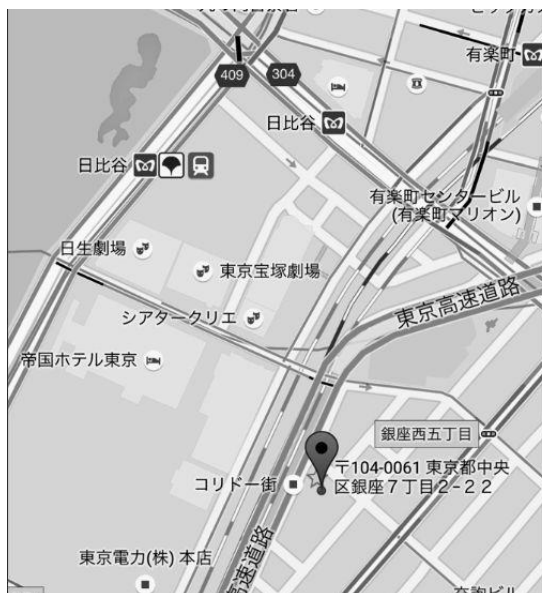 有楽町
409
304
日比谷
日比谷
有楽町センタービル
(有楽町マリオン)
日生劇場
東京宝塚劇場
東京高速道路
シアタークリエ
帝国ホテル東京
銀座西五丁目
〒104-0061 東京都中央
区銀座７丁目２−２２
コリドー街
東京高速道路
東京電力(株) 本店